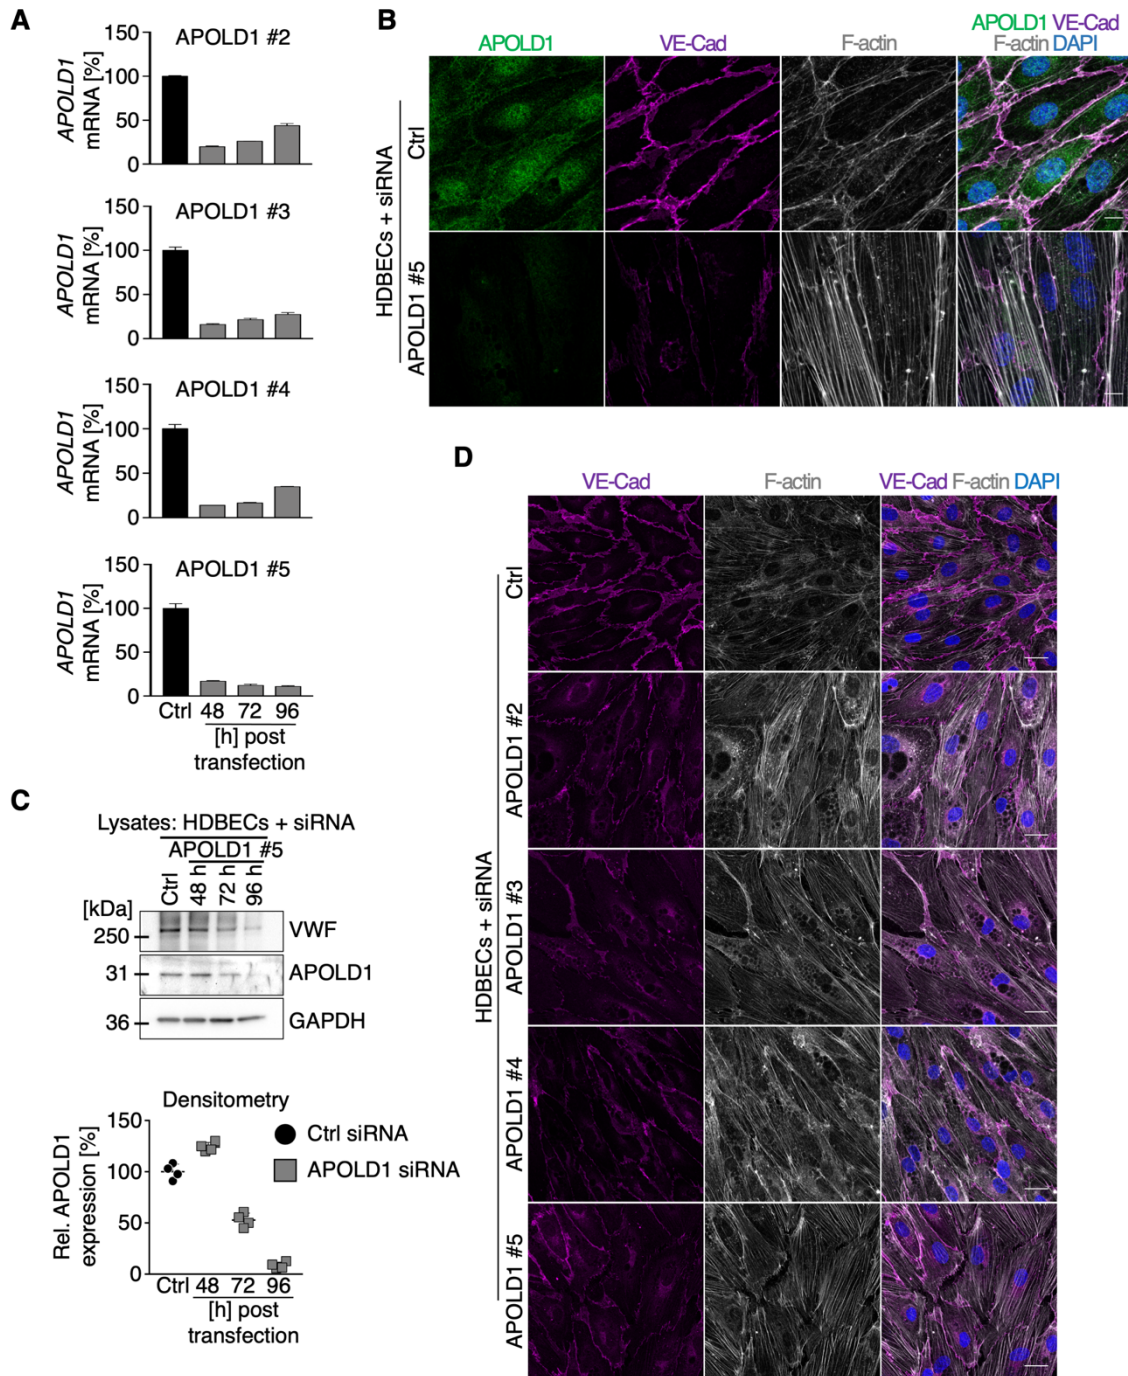 A
APOLD1 #2
APOLD1
mRNA [%]
150
100
50
0
APOLD1 #3
APOLD1
mRNA [%]
150
100
50
0
APOLD1 #4
APOLD1
mRNA [%]
150
100
50
0
APOLD1 #5
APOLD1
mRNA [%]
150
100
50
0
Ctrl 48 72 96
[h] post
transfection
B
APOLD1 VE-Cad F-actin APOLD1 VE-Cad
F-actin DAPI
HDBECs + siRNA
Ctrl
APOLD1 #5
C
Lysates: HDBECs + siRNA
APOLD1 #5
Ctrl 48 h 72 h 96 h
[kDa]
250 VWF
31 APOLD1
36 GAPDH
Densitometry
Rel. APOLD1
expression [%]
150
100
50
0
Ctrl siRNA
APOLD1 siRNA
Ctrl 48 72 96
[h] post
transfection
D
VE-Cad F-actin VE-Cad F-actin DAPI
HDBECs + siRNA
Ctrl
APOLD1 #2
APOLD1 #3
APOLD1 #4
APOLD1 #5